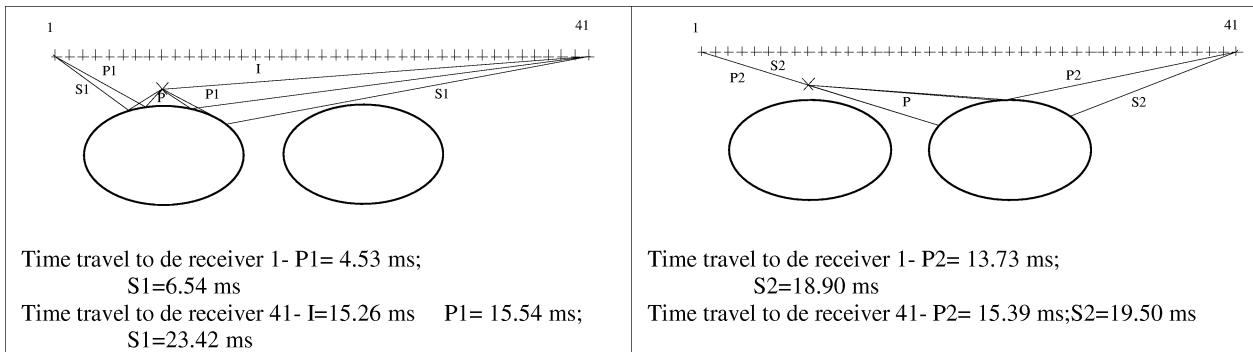 1 41
P1 I
S1 P P1 S1
Time travel to de receiver 1- P1= 4.53 ms;
S1=6.54 ms
Time travel to de receiver 41- I=15.26 ms P1= 15.54 ms;
S1=23.42 ms
1 41
S2
P2 P2
P S2
Time travel to de receiver 1- P2= 13.73 ms;
S2=18.90 ms
Time travel to de receiver 41- P2= 15.39 ms;S2=19.50 ms